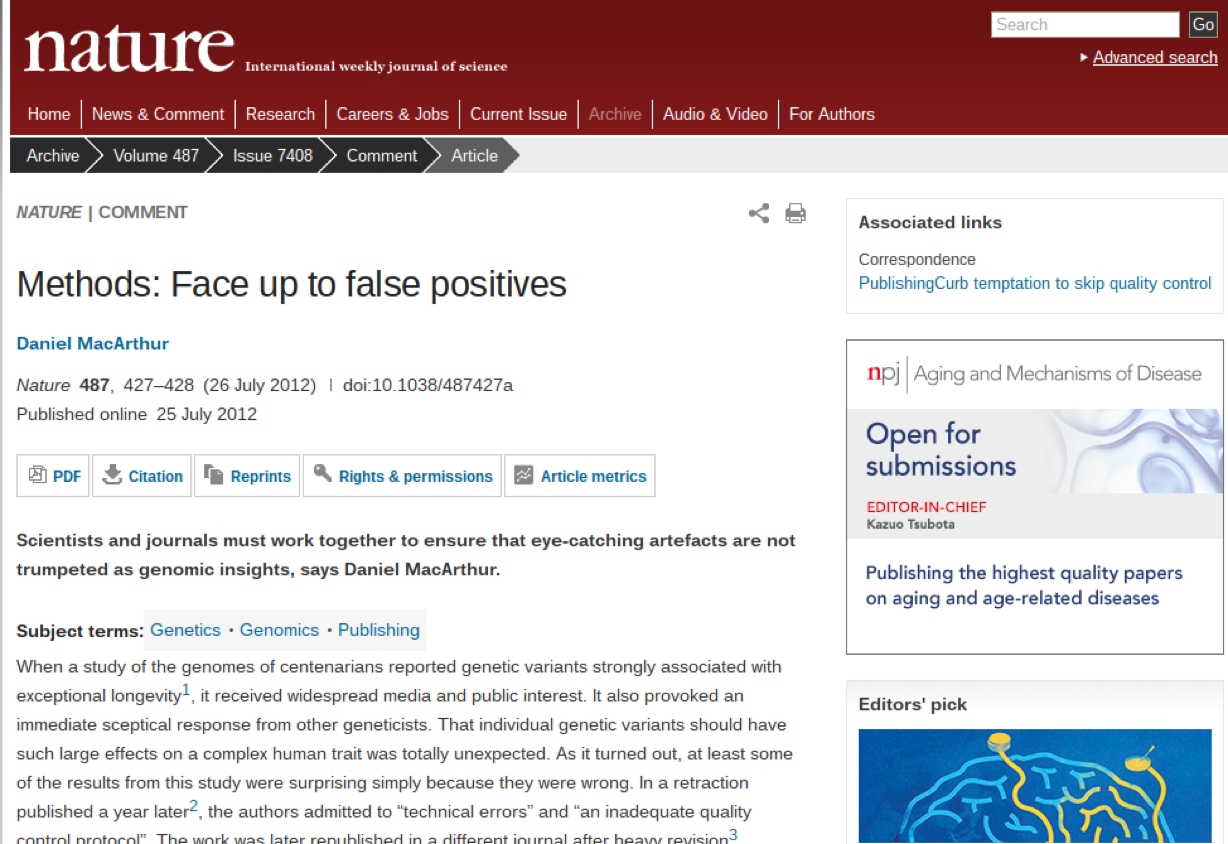 nature
International weekly journal of science
Search
Go
Advanced search
Home
News & Comment
Research
Careers & Jobs
Current Issue
Archive
Audio & Video
For Authors
Archive
Volume 487
Issue 7408
Comment
Article
NATURE | COMMENT
Methods: Face up to false positives
Daniel MacArthur
Nature 487, 427–428 (26 July 2012) | doi:10.1038/487427a
Published online 25 July 2012
PDF
Citation
Reprints
Rights & permissions
Article metrics
Scientists and journals must work together to ensure that eye-catching artefacts are not
trumpeted as genomic insights, says Daniel MacArthur.
Subject terms: Genetics • Genomics • Publishing
When a study of the genomes of centenarians reported genetic variants strongly associated with
exceptional longevity1, it received widespread media and public interest. It also provoked an
immediate sceptical response from other geneticists. That individual genetic variants should have
such large effects on a complex human trait was totally unexpected. As it turned out, at least some
of the results from this study were surprising simply because they were wrong. In a retraction
published a year later2, the authors admitted to “technical errors” and “an inadequate quality
control protocol”. The work was later republished in a different journal after heavy revision3
Associated links
Correspondence
PublishingCurb temptation to skip quality control
npj | Aging and Mechanisms of Disease
Open for
submissions
EDITOR-IN-CHIEF
Kazuo Tsubota
Publishing the highest quality papers
on aging and age-related diseases
Editors' pick